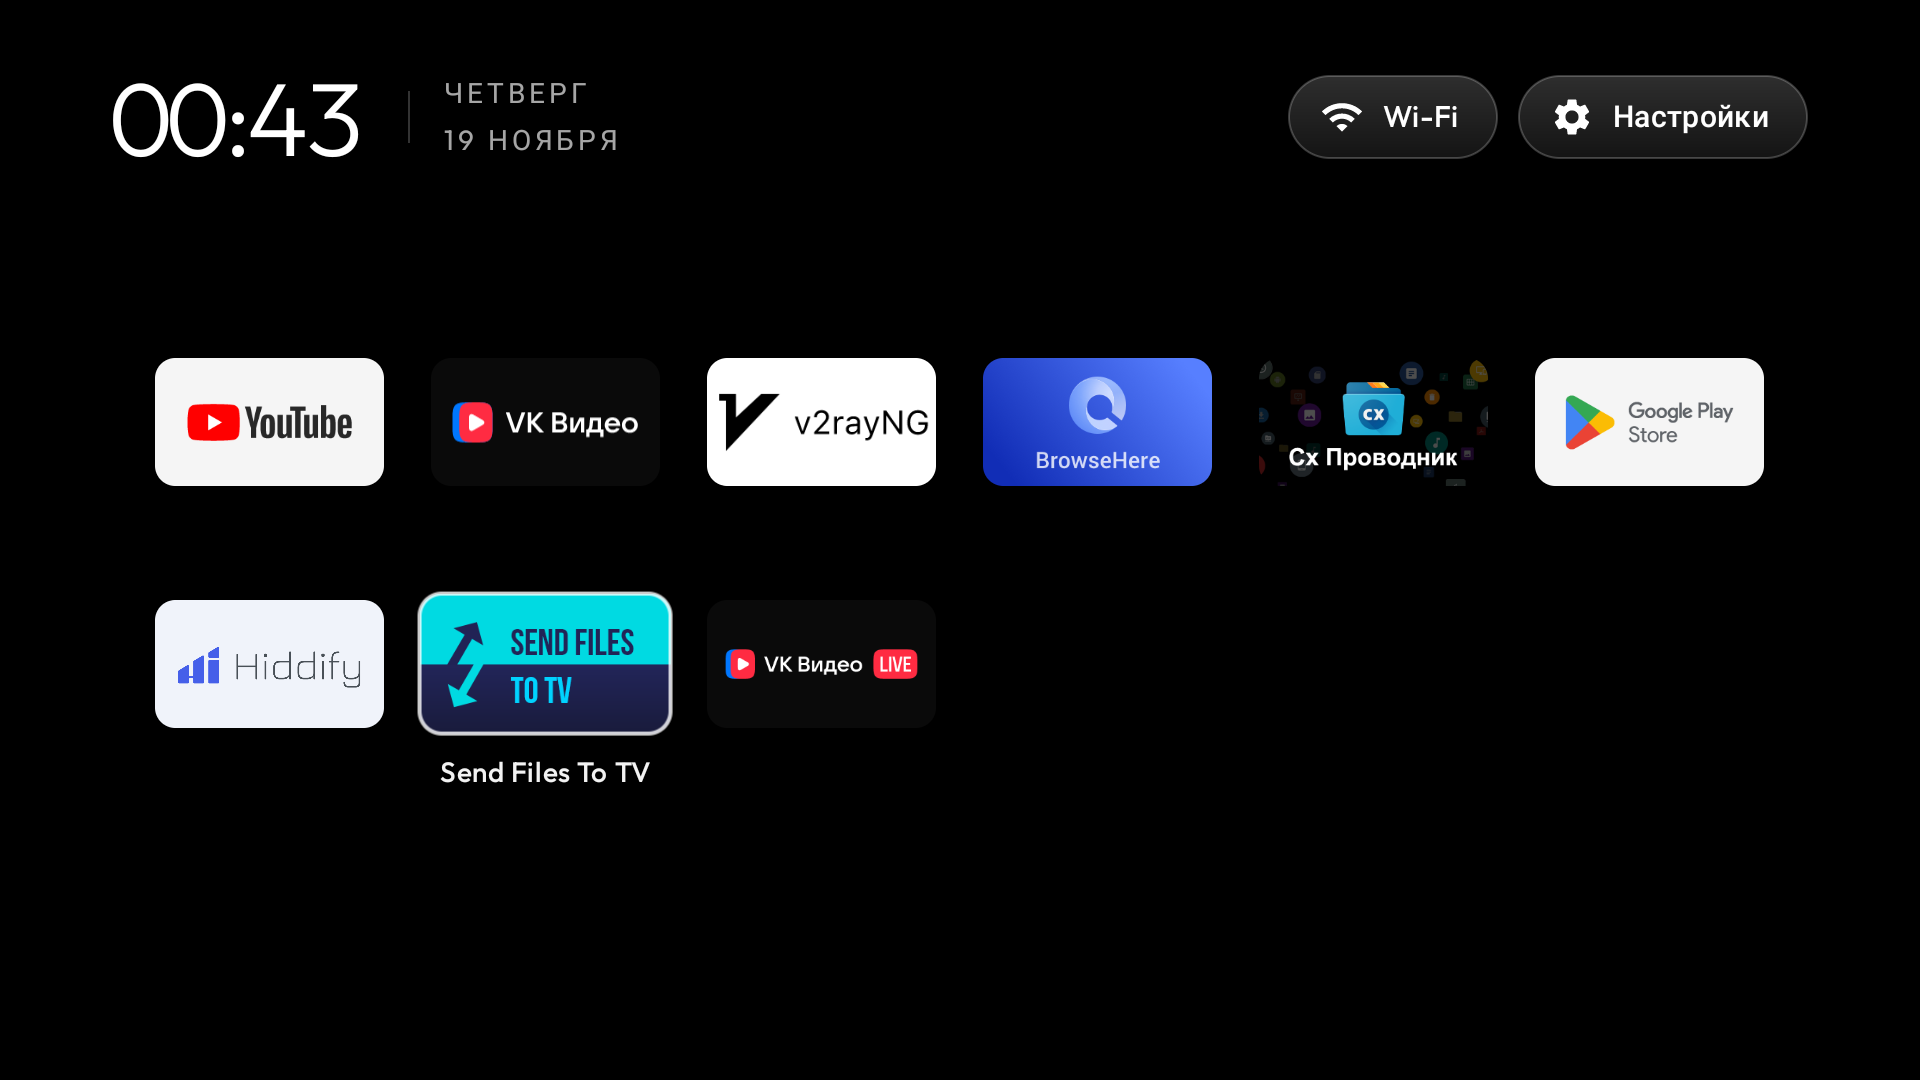 00:43
ЧЕТВЕРГ
19 НОЯБРЯ
Wi-Fi
Настройки
YouTube
VK Видео
v2rayNG
BrowseHere
cx
Cx Проводник
Google Play
Store
Hiddify
SEND FILES
TO TV
VK Видео LIVE
Send Files To TV